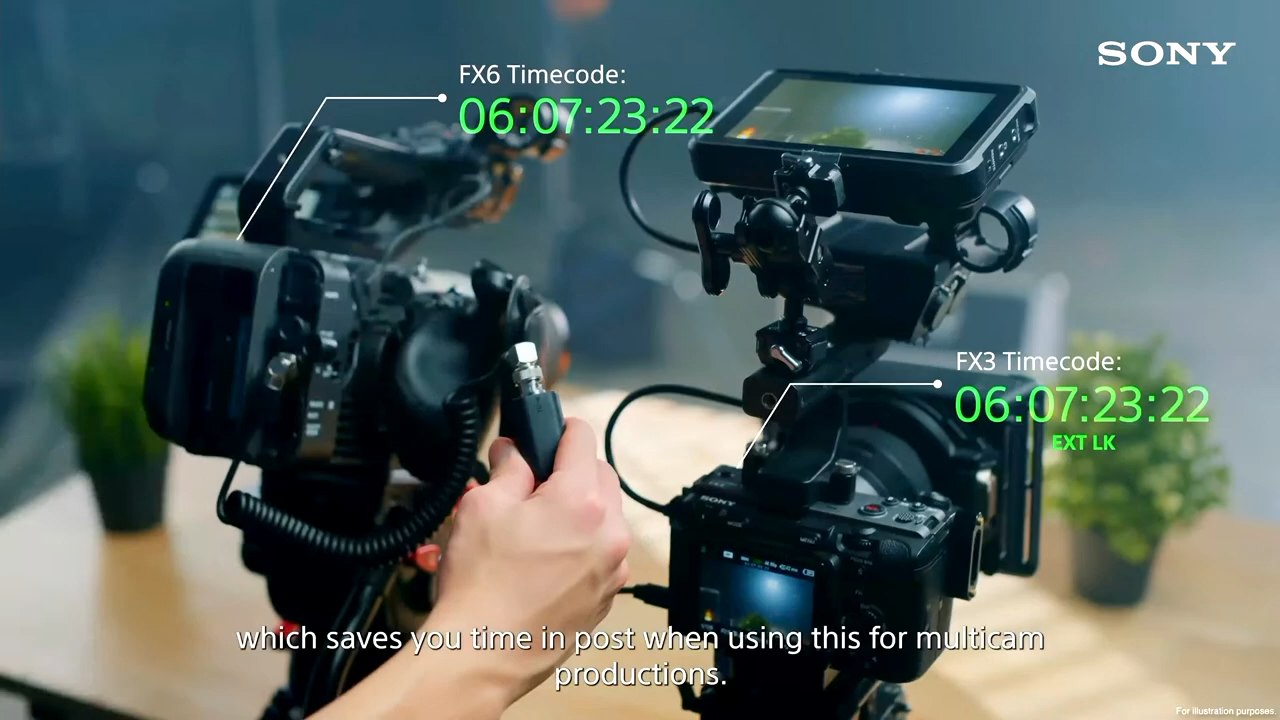 SONY
FX6 Timecode:
06:07:23:22
FX3 Timecode:
06:07:23:22
EXT LK
SONY
which saves you time in post when using this for multicam
productions.
For illustration purposes.